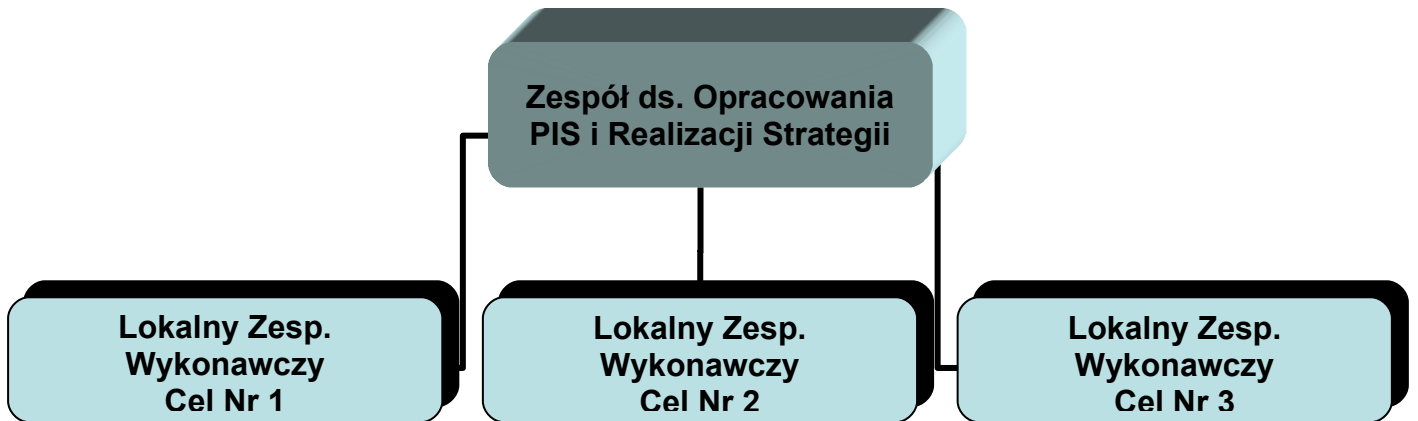 Zespół ds. Opracowania
PIS i Realizacji Strategii
Lokalny Zesp.
Wykonawczy
Cel Nr 1
Lokalny Zesp.
Wykonawczy
Cel Nr 2
Lokalny Zesp.
Wykonawczy
Cel Nr 3